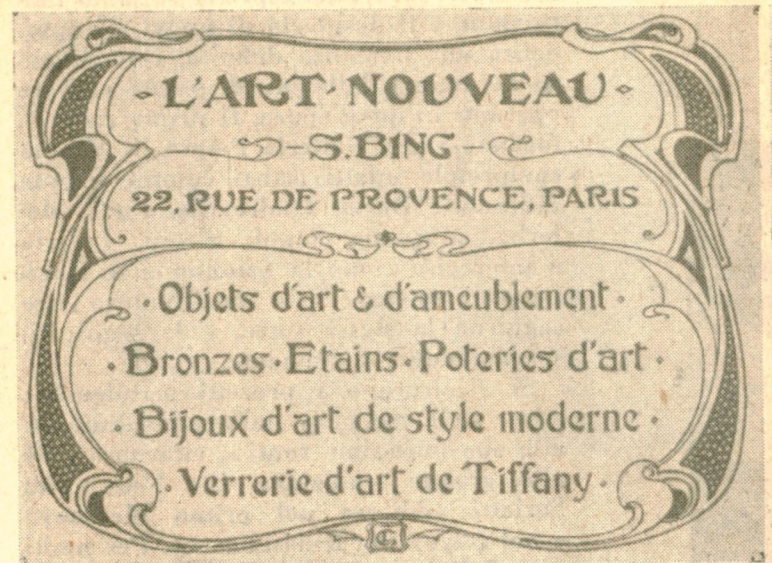 L'ART NOUVEAU
S. BING
22, RUE DE PROVENCE, PARIS
Objets d'art & d'ameublement
Bronzes · Etains · Poteries d'art
Bijoux d'art de style moderne
Verrerie d'art de Tiffany